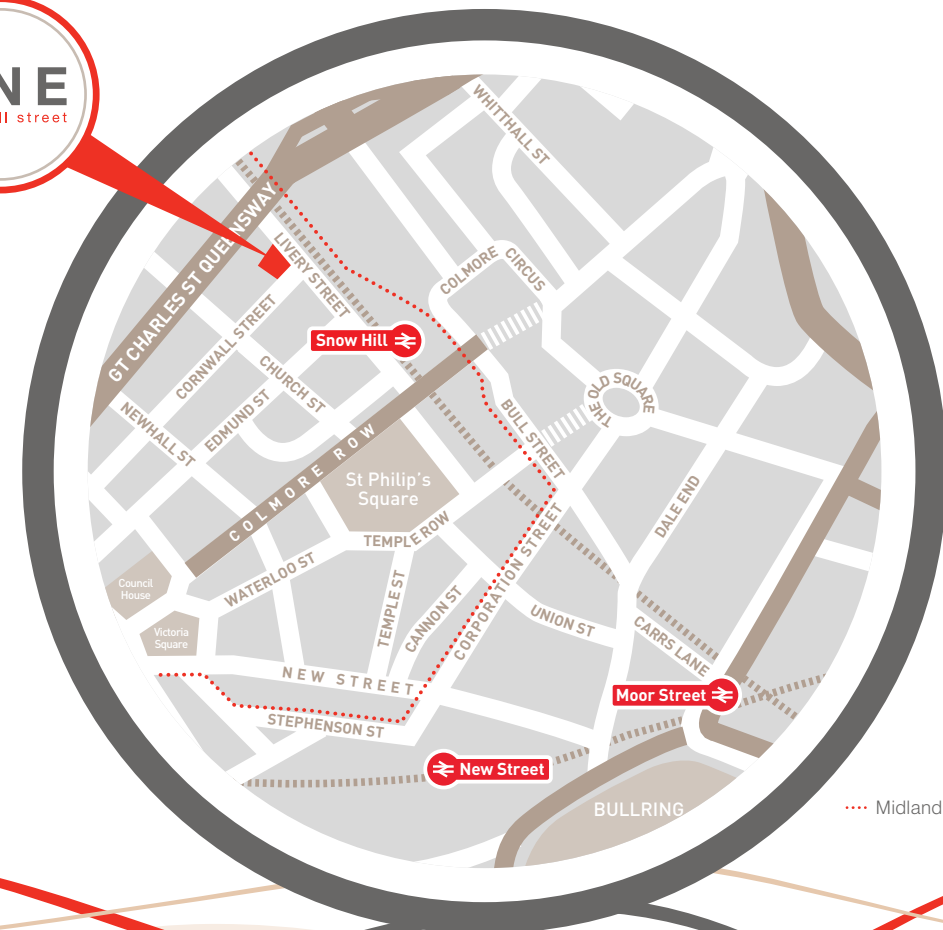 NE
ll street
WHITTHALL ST
GT CHARLES ST QUEENSWAY
LIVERY STREET
COLMORE CIRCUS
Snow Hill
CORNWALL STREET
CHURCH ST
EDMUND ST
NEWHALL ST
THE OLD SQUARE
BULL STREET
COLMORE ROW
St Philip's
Square
DALE END
TEMPLE ROW
CORPORATION STREET
Council
House
WATERLOO ST
TEMPLE ST
CANNON ST
UNION ST
CARRS LANE
Victoria
Square
NEW STREET
Moor Street
STEPHENSON ST
New Street
BULLRING
Midland